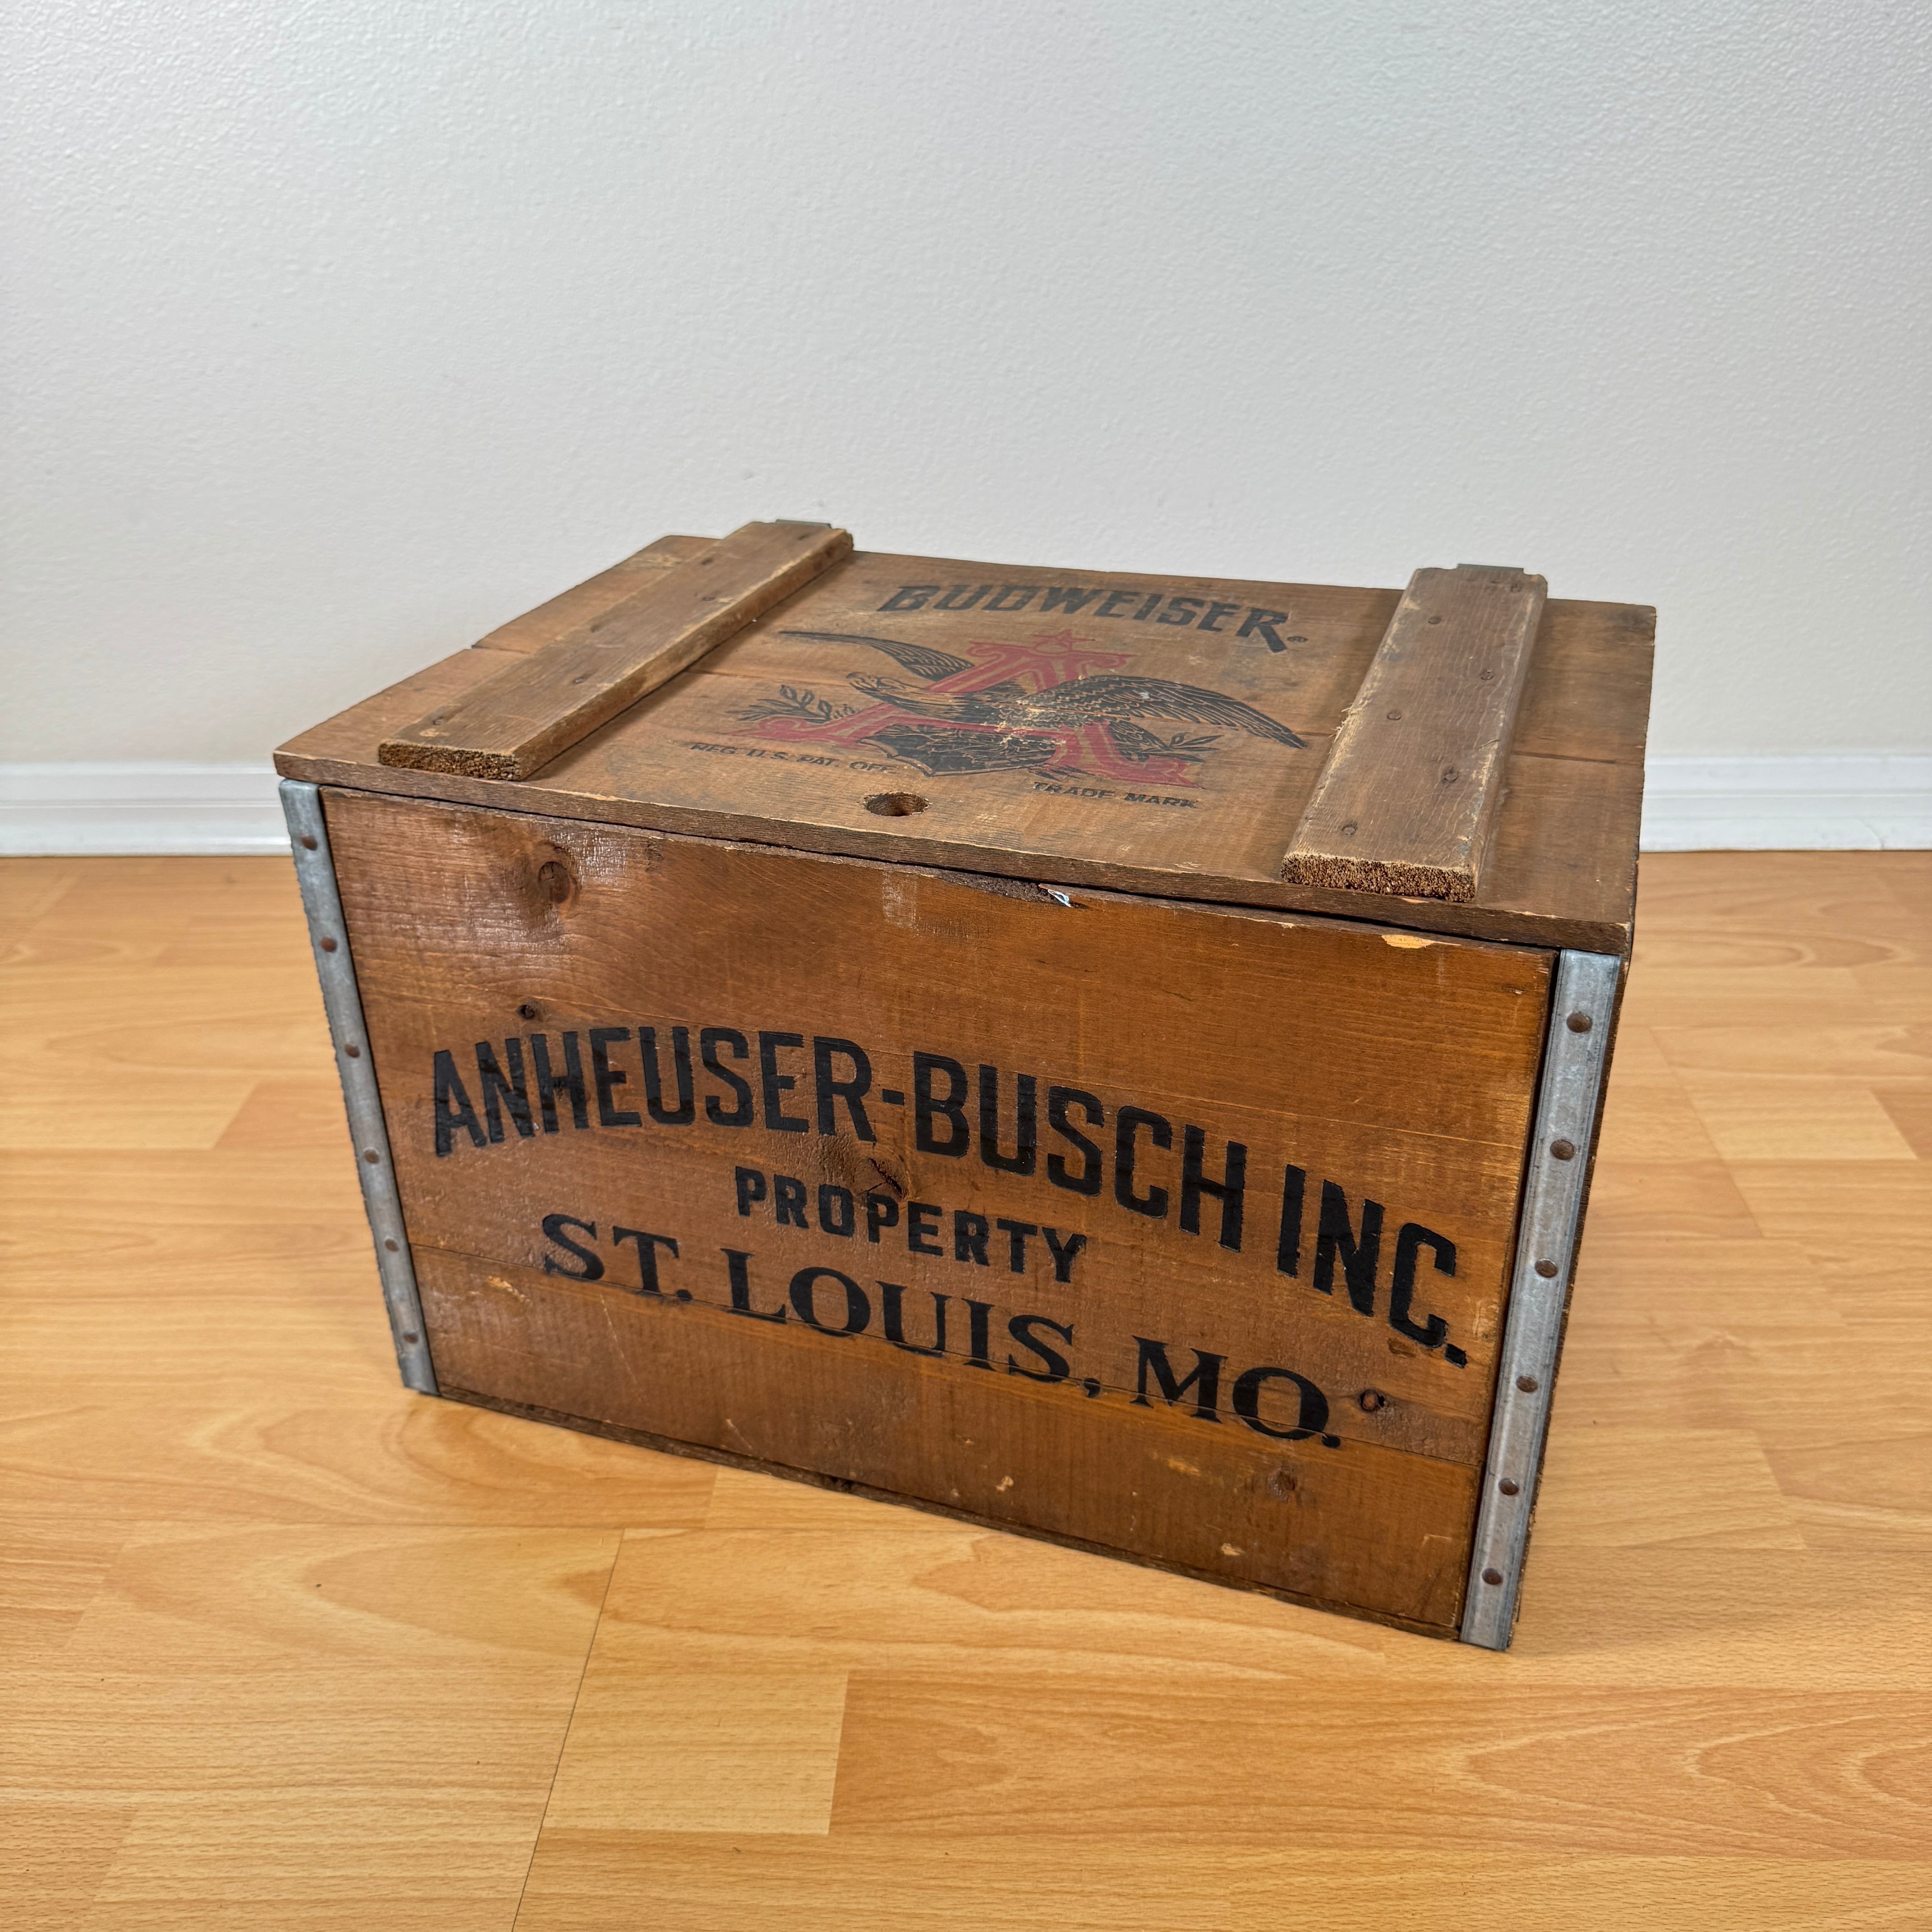 BUDWEISER®
REG. U.S. PAT. OFF.
TRADE MARK
ANHEUSER-BUSCH INC.
PROPERTY
ST. LOUIS, MO.